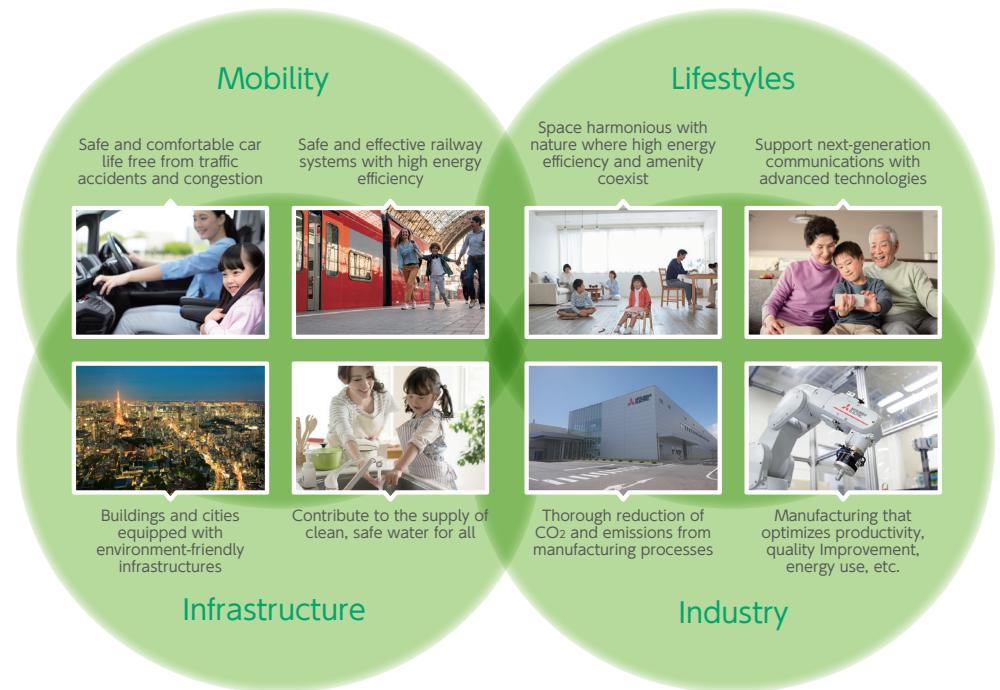 Mobility
Safe and comfortable car
life free from traffic
accidents and congestion
Safe and effective railway
systems with high energy
efficiency
Lifestyles
Space harmonious with
nature where high energy
efficiency and amenity
coexist
Support next-generation
communications with
advanced technologies
MITSUBISHI
ELECTRIC
Buildings and cities
equipped with
environment-friendly
infrastructures
Contribute to the supply of
clean, safe water for all
Infrastructure
Thorough reduction of
CO2 and emissions from
manufacturing processes
Manufacturing that
optimizes productivity,
quality Improvement,
energy use, etc.
Industry